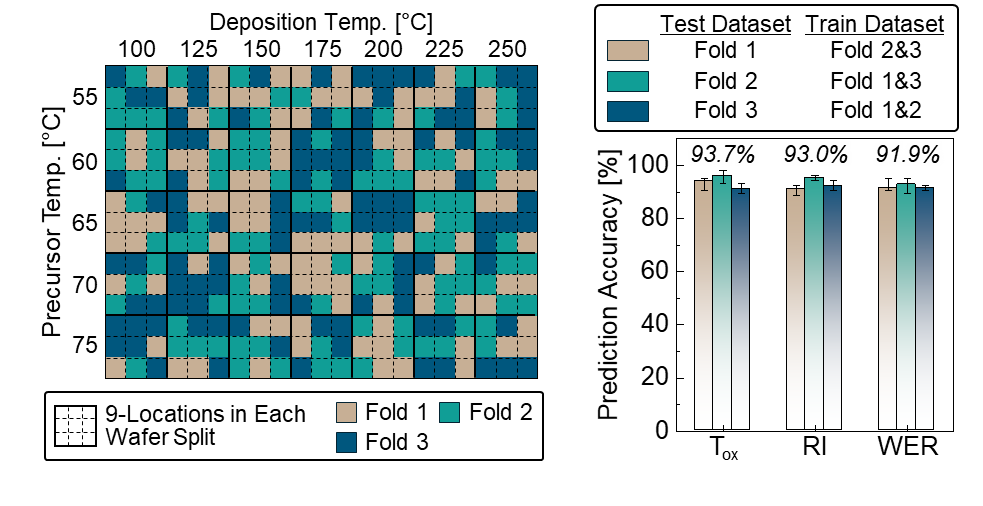 Deposition Temp. [°C]
100 125 150 175 200 225 250
Precursor Temp. [°C]
55
60
65
70
75
9-Locations in Each
Wafer Split
Fold 1
Fold 2
Fold 3
Test Dataset Train Dataset
Fold 1 Fold 2&3
Fold 2 Fold 1&3
Fold 3 Fold 1&2
Prediction Accuracy [%]
100
80
60
40
20
0
93.7% 93.0% 91.9%
Tox RI WER